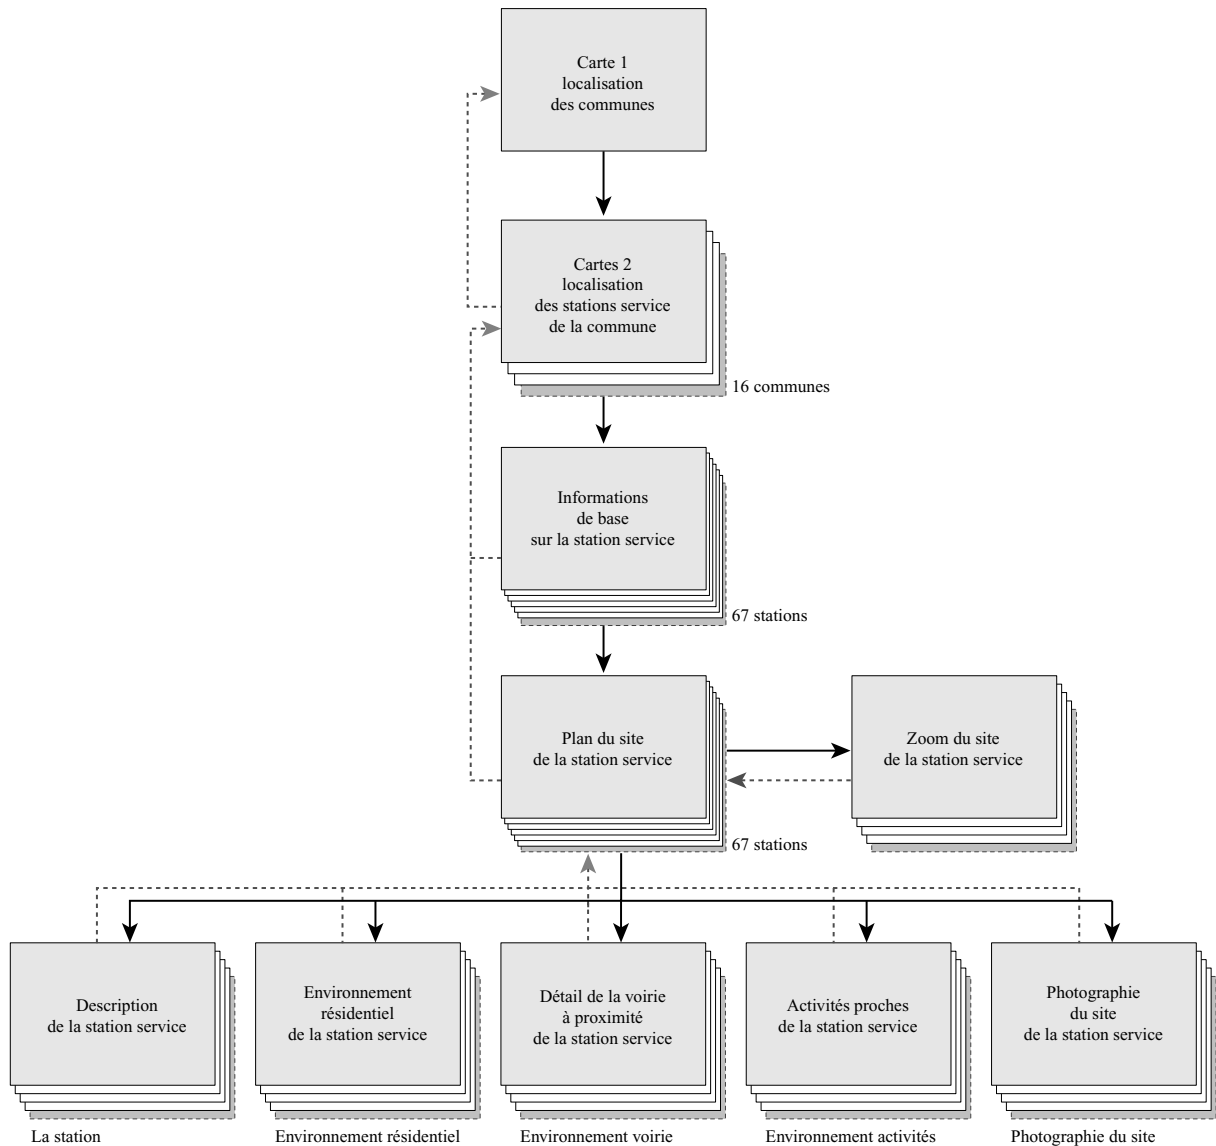 Carte 1
localisation
des communes
Cartes 2
localisation
des stations service
de la commune
16 communes
Informations
de base
sur la station service
67 stations
Plan du site
de la station service
Zoom du site
de la station service
67 stations
Description
de la station service
Environnement
résidentiel
de la station service
Détail de la voirie
à proximité
de la station service
Activités proches
de la station service
Photographie
du site
de la station service
La station
Environnement résidentiel
Environnement voirie
Environnement activités
Photographie du site